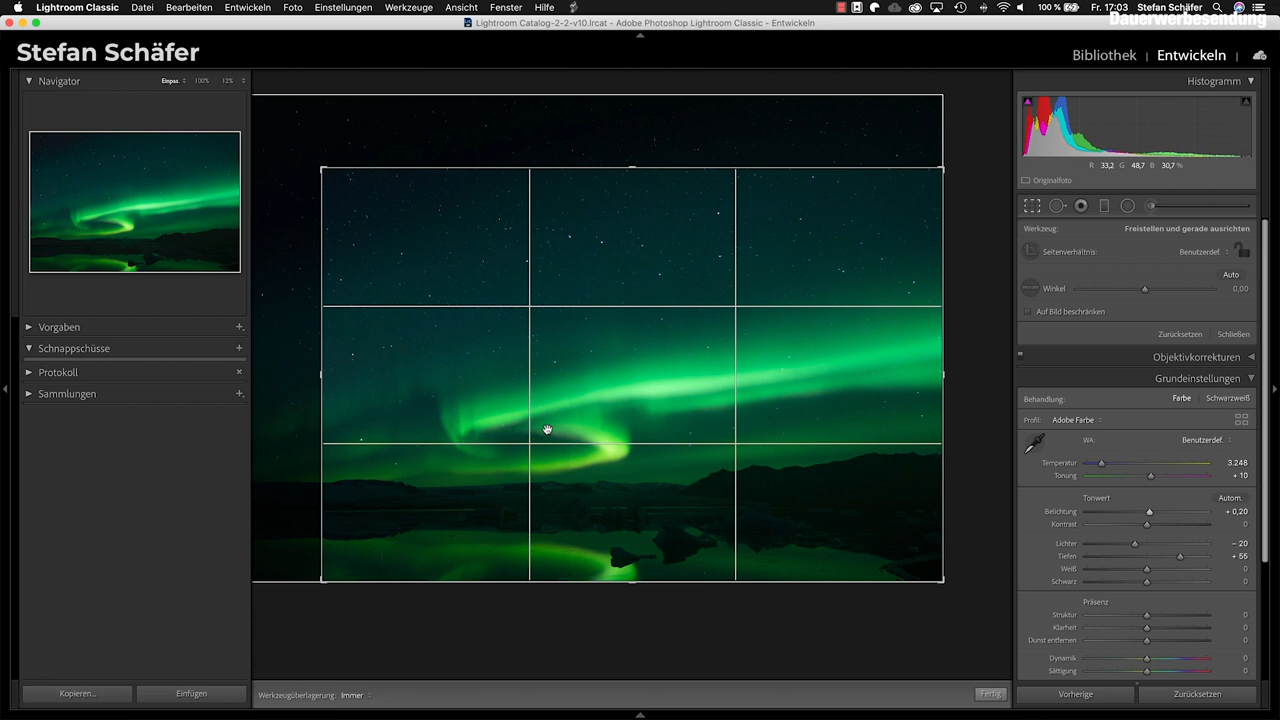 Lightroom Classic Datei Bearbeiten Entwickeln Foto Einstellungen Werkzeuge Ansicht Fenster Hilfe 100 % Fr. 17:03 Stefan Schäfer
Lightroom Catalog-2-2-v10.lrcat - Adobe Photoshop Lightroom Classic - Entwickeln
Dauerwerbesendung
Stefan Schäfer
Bibliothek | Entwickeln |
Navigator Einpas. 100% 12%
Vorgaben
Schnappschüsse
Protokoll
Sammlungen
Kopieren... Einfügen
Werkzeugüberlagerung: Immer
Fertig
Histogramm
R 33,2 G 48,7 B 30,7 %
Originalfoto
Werkzeug: Freistellen und gerade ausrichten
Seitenverhältnis: Benutzerdef.
Auto
Winkel 0,00
Auf Bild beschränken
Zurücksetzen Schließen
Objektivkorrekturen
Grundeinstellungen
Behandlung: Farbe Schwarzweiß
Profil: Adobe Farbe
WA: Benutzerdef.
Temperatur 3.248
Tonung + 10
Tonwert Autom.
Belichtung + 0,20
Kontrast 0
Lichter – 20
Tiefen + 55
Weiß 0
Schwarz 0
Präsenz
Struktur 0
Klarheit 0
Dunst entfernen 0
Dynamik 0
Sättigung 0
Vorherige Zurücksetzen